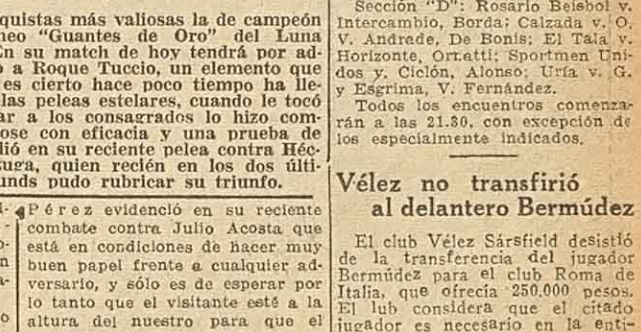 quistas más valiosas la de campeón
neo "Guantes de Oro" del Luna
En su match de hoy tendrá por ad-
a Roque Tuccio, un elemento que
es cierto hace poco tiempo ha lle-
las peleas estelares, cuando le tocó
ar a los consagrados lo hizo com-
ose con eficacia y una prueba de
dió en su reciente pelea contra Héc-
zuga, quien recién en los dos últi-
unds pudo rubricar su triunfo.
Pérez evidenció en su reciente
combate contra Julio Acosta que
está en condiciones de hacer muy
buen papel frente a cualquier ad-
versario, y sólo es de esperar por
lo tanto que el visitante esté a la
altura del nuestro para que el
Sección "D": Rosario Beisbol v.
Intercambio, Borda; Calzada v. O.
V. Andrade, De Bonis; El Tala v.
Horizonte, Ornatti; Sportmen Uni-
dos v. Ciclón, Alonso; Uria v. G.
y Esgrima, V. Fernández.
Todos los encuentros comenza-
rán a las 21.30, con excepción de
los especialmente indicados.
Vélez no transfirió
al delantero Bermúdez
El club Vélez Sársfield desistió
de la transferencia del jugador
Bermúdez para el club Roma de
Italia, que ofrecía 250.000 pesos.
El lub considera que el citado
jugador es necesario la enti-